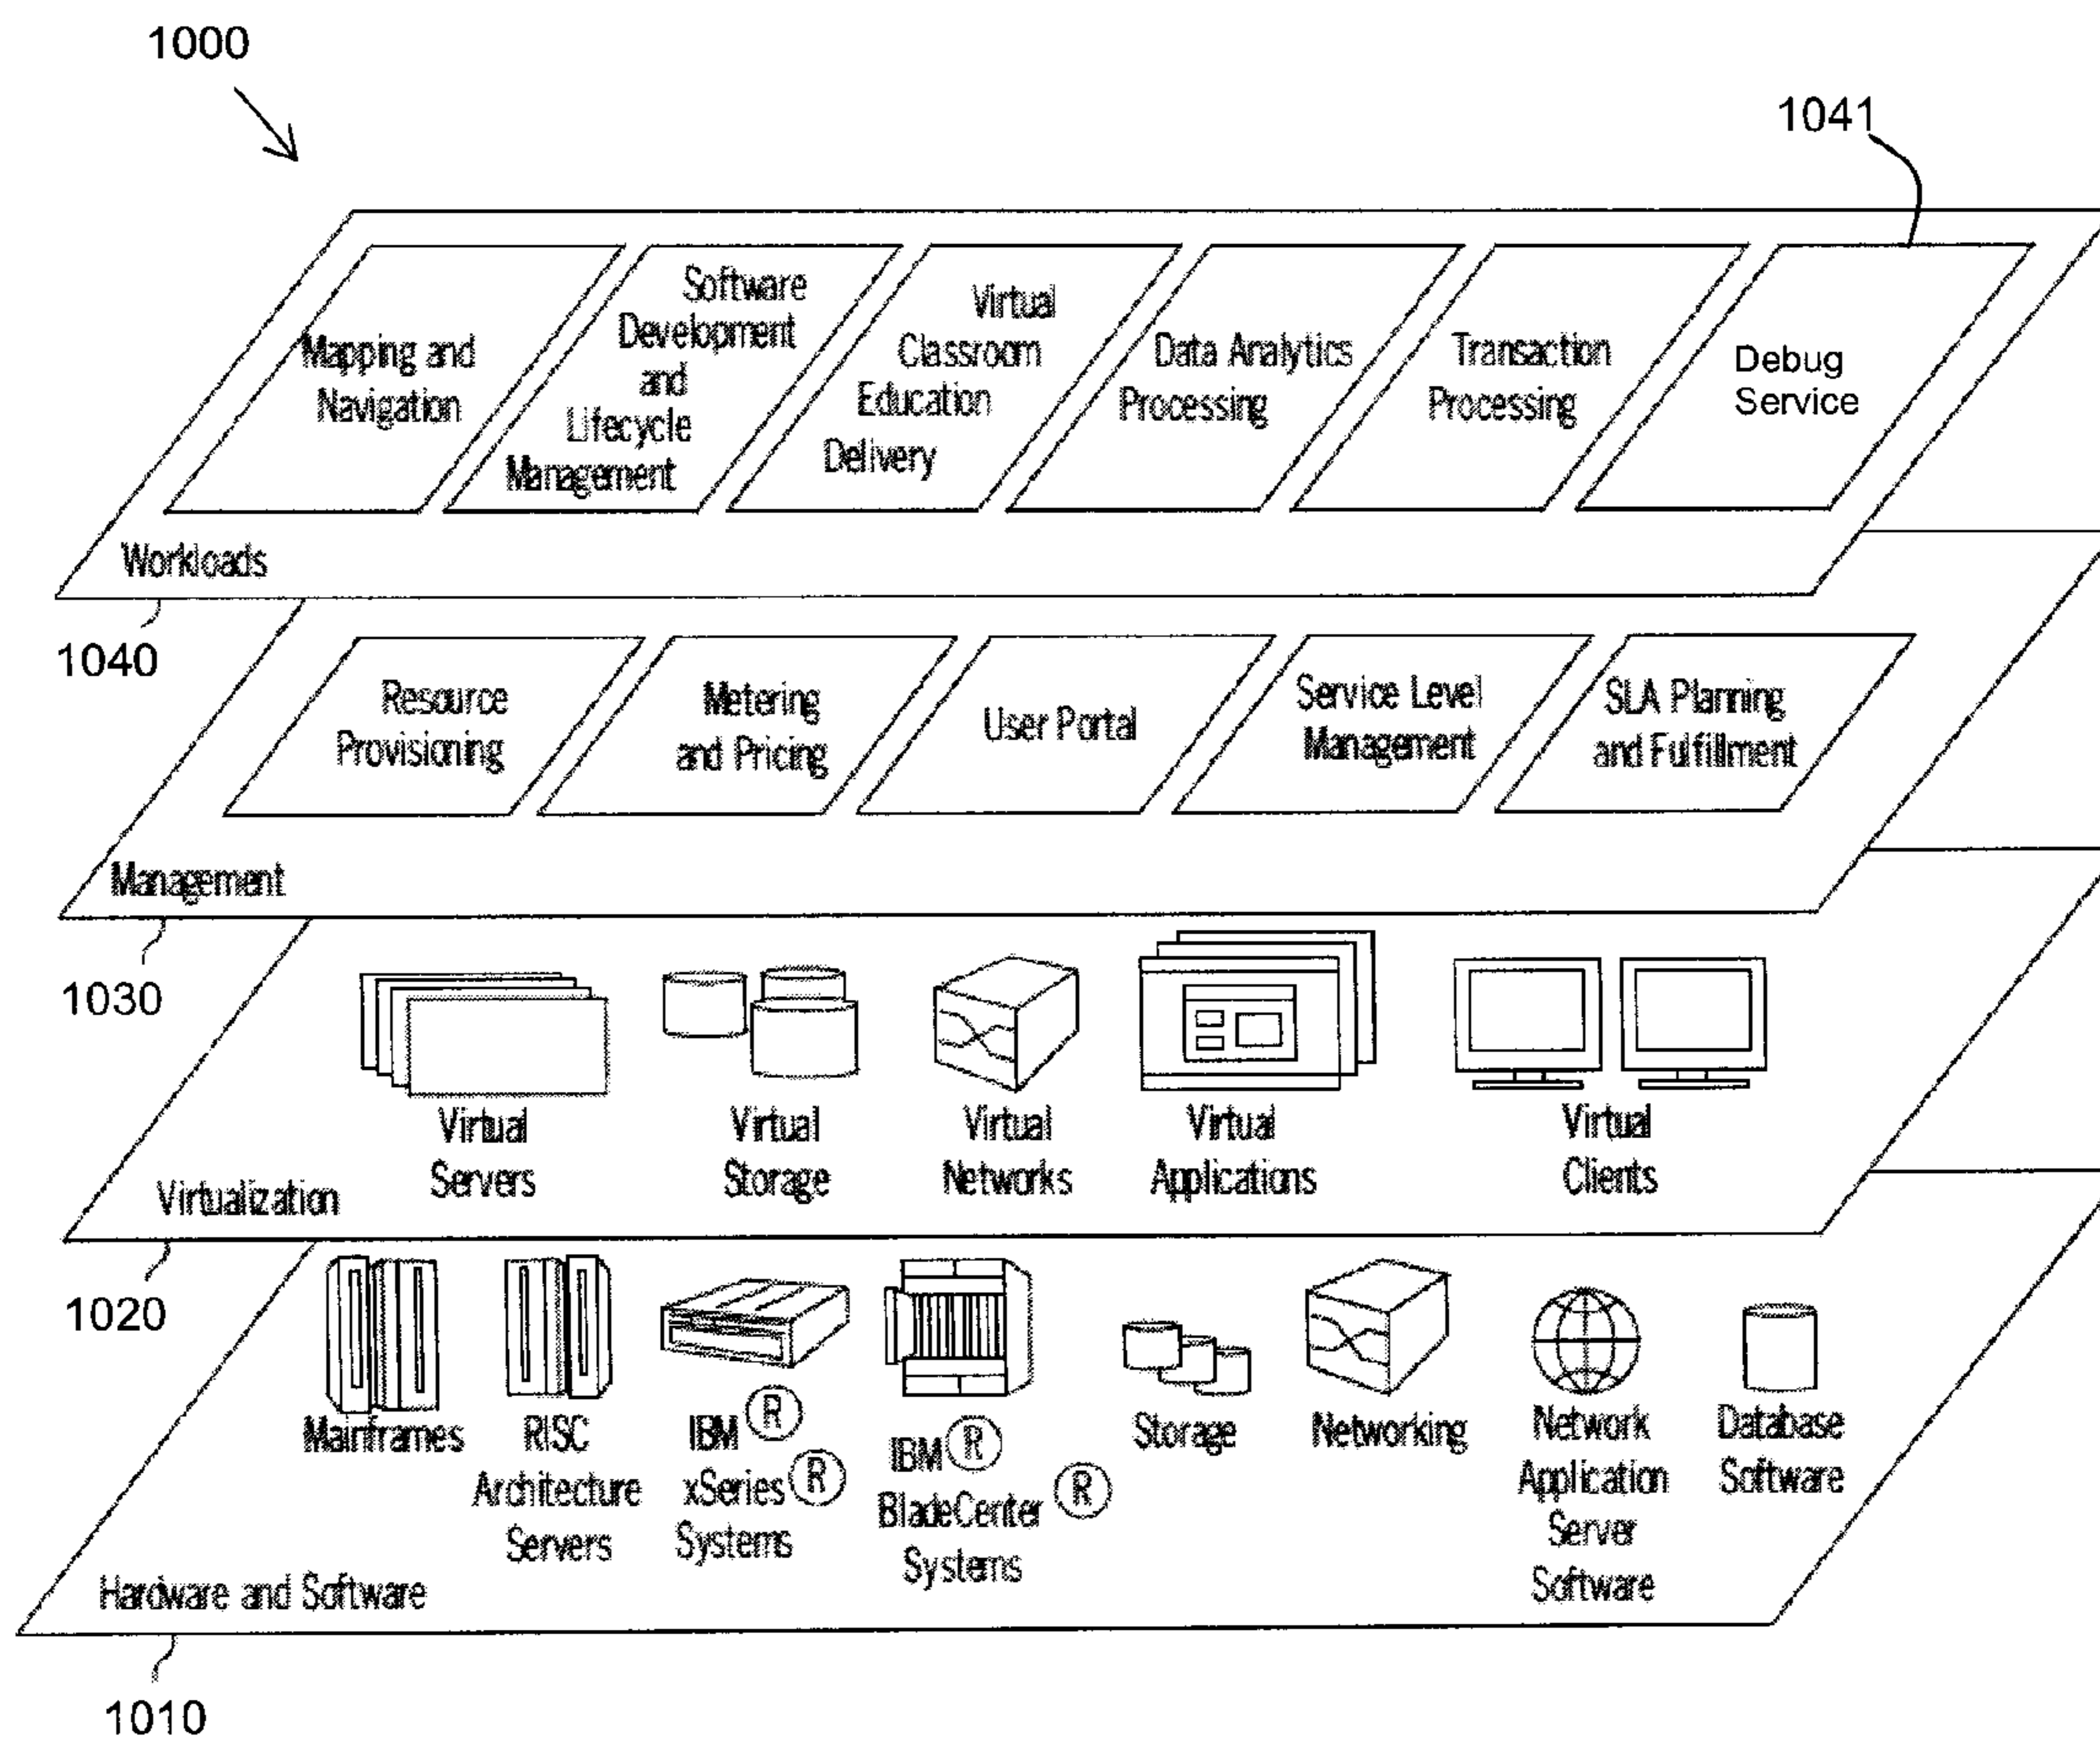 1000
1041
Mapping and
Navigation
Software
Development
and
Lifecycle
Management
Virtual
Classroom
Education
Delivery
Data Analytics
Processing
Transaction
Processing
Debug
Service
Workloads
1040
Resource
Provisioning
Metering
and Pricing
User Portal
Service Level
Management
SLA Planning
and Fulfillment
Management
1030
Virtual
Servers
Virtual
Storage
Virtual
Networks
Virtual
Applications
Virtual
Clients
Virtualization
1020
Mainframes
RISC
Architecture
Servers
IBM®
xSeries®
Systems
IBM®
BladeCenter®
Systems
Storage
Networking
Network
Application
Server
Software
Database
Software
Hardware and Software
1010